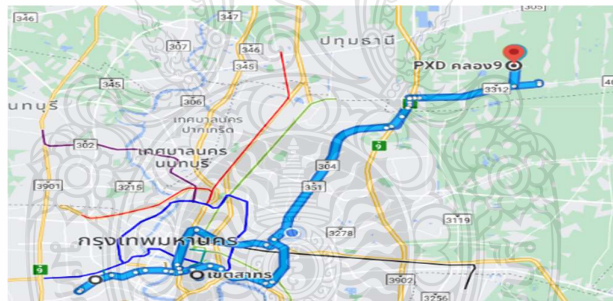 346
347
305
ปทุมธานี
307
346
345
PXD คลอง9
345
3312
306
เทศบาลนคร
ปากเกร็ด
302
เทศบาลนคร
นนทบุรี
9
304
3901
3215
351
3119
กรุงเทพมหานคร
3278
9
เขตสาทร
3902
3256